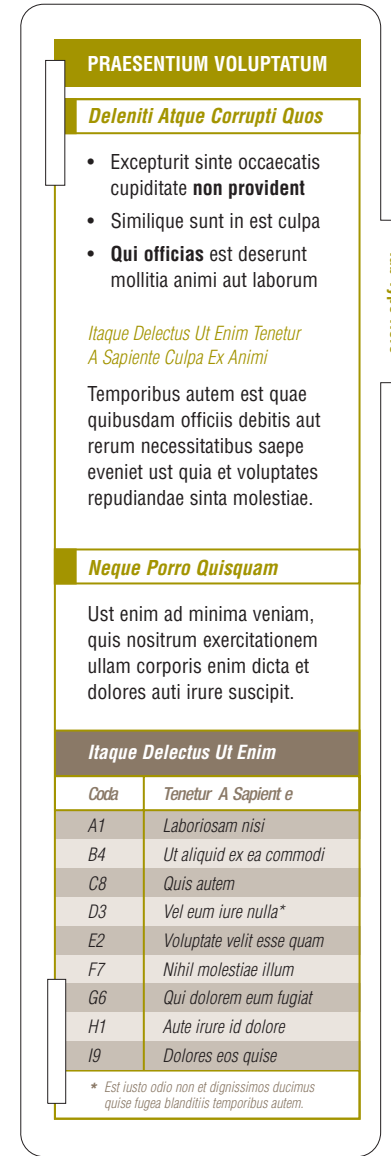 PRAESENTIUM VOLUPTATUM
Deleniti Atque Corrupti Quos
• Excepturit sinte occaecatis
cupiditate non provident
• Similique sunt in est culpa
• Qui officias est deserunt
mollitia animi aut laborum
Itaque Delectus Ut Enim Tenetur
A Sapiente Culpa Ex Animi
Temporibus autem est quae
quibusdam officiis debitis aut
rerum necessitatibus saepe
eveniet ust quia et voluptates
repudiandae sinta molestiae.
Neque Porro Quisquam
Ust enim ad minima veniam,
quis nositrum exercitationem
ullam corporis enim dicta et
dolores auti irure suscipit.
Itaque Delectus Ut Enim
Coda Tenetur A Sapient e
A1 Laboriosam nisi
B4 Ut aliquid ex ea commodi
C8 Quis autem
D3 Vel eum iure nulla*
E2 Voluptate velit esse quam
F7 Nihil molestiae illum
G6 Qui dolorem eum fugiat
H1 Aute irure id dolore
I9 Dolores eos quise
* Est iusto odio non et dignissimos ducimus
quise fugea blanditiis temporibus autem.